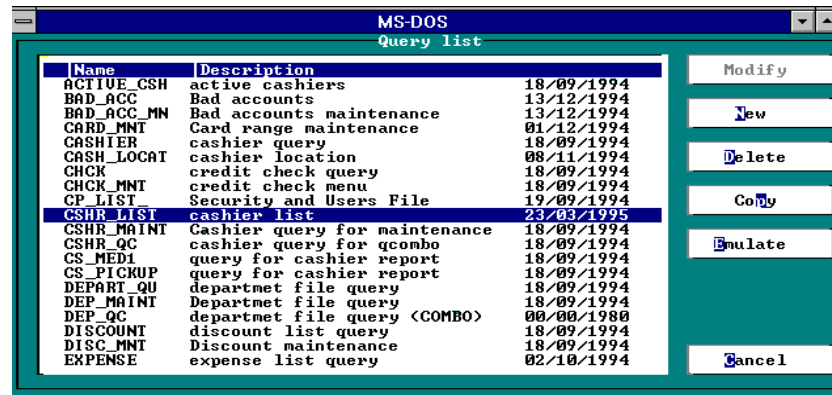 MS-DOS
Query list
Name Description
ACTIVE_CSH active cashiers 18/09/1994
BAD_ACC Bad accounts 13/12/1994
BAD_ACC_MN Bad accounts maintenance 13/12/1994
CARD_MNT Card range maintenance 01/12/1994
CASHIER cashier query 18/09/1994
CASH_LOCAT cashier location 08/11/1994
CHCK credit check query 18/09/1994
CHCK_MNT credit check menu 18/09/1994
CP_LIST_ Security and Users File 19/09/1994
CSHR_LIST cashier list 23/03/1995
CSHR_MAINT Cashier query for maintenance 18/09/1994
CSHR_QC cashier query for qcombo 18/09/1994
CS_MED1 query for cashier report 18/09/1994
CS_PICKUP query for cashier report 18/09/1994
DEPART_QU departmet file query 18/09/1994
DEP_MAINT Departmet file query 18/09/1994
DEP_QC departmet file query (COMBO) 00/00/1980
DISCOUNT discount list query 18/09/1994
DISC_MNT Discount maintenance 18/09/1994
EXPENSE expense list query 02/10/1994
Modify
New
Delete
Copy
Emulate
Cancel